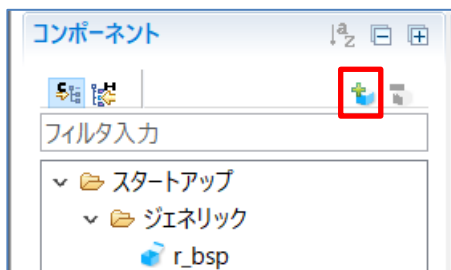 コンポーネント
フィルタ入力
スタートアップ
ジェネリック
r_bsp